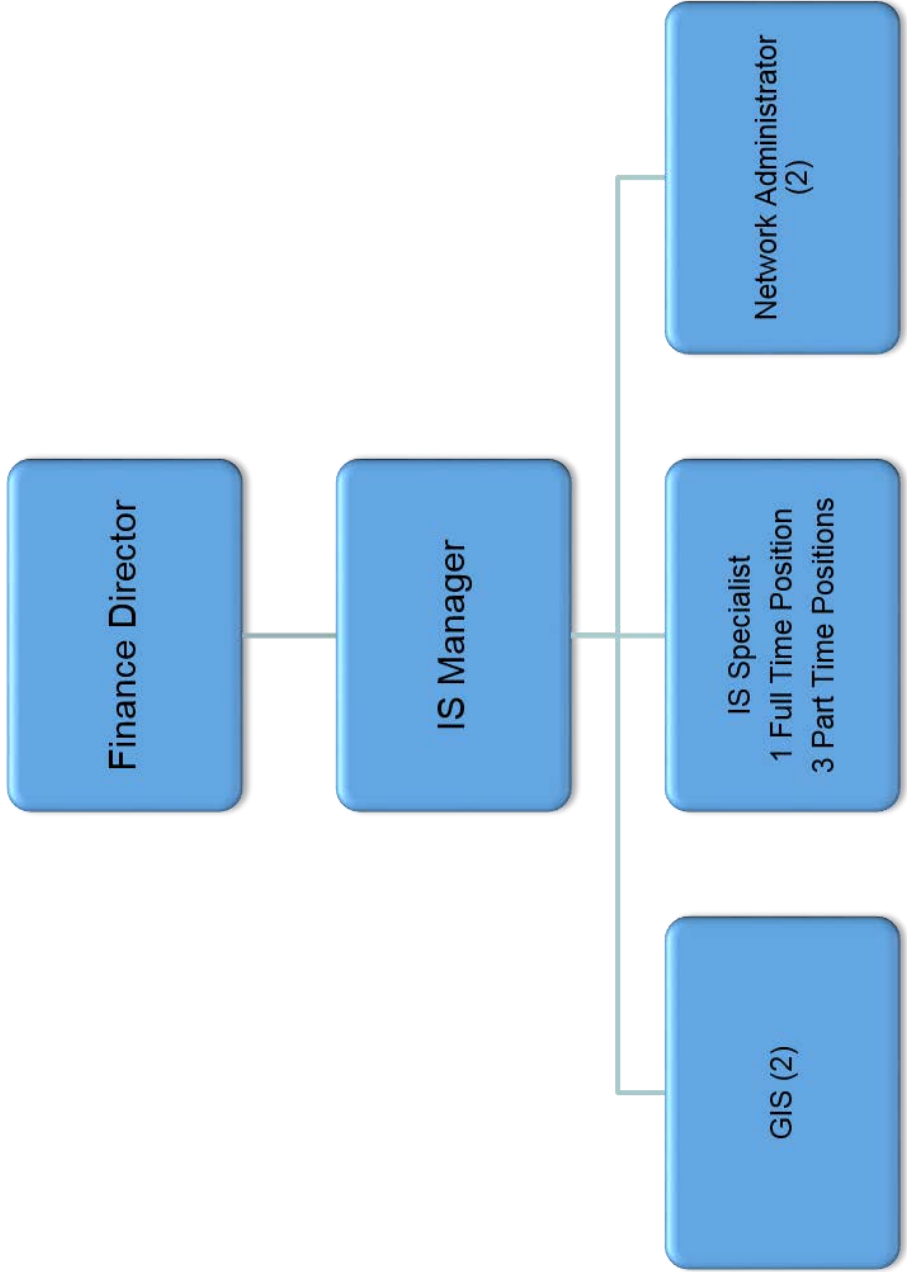 Finance Director
IS Manager
GIS (2)
IS Specialist
1 Full Time Position
3 Part Time Positions
Network Administrator
(2)